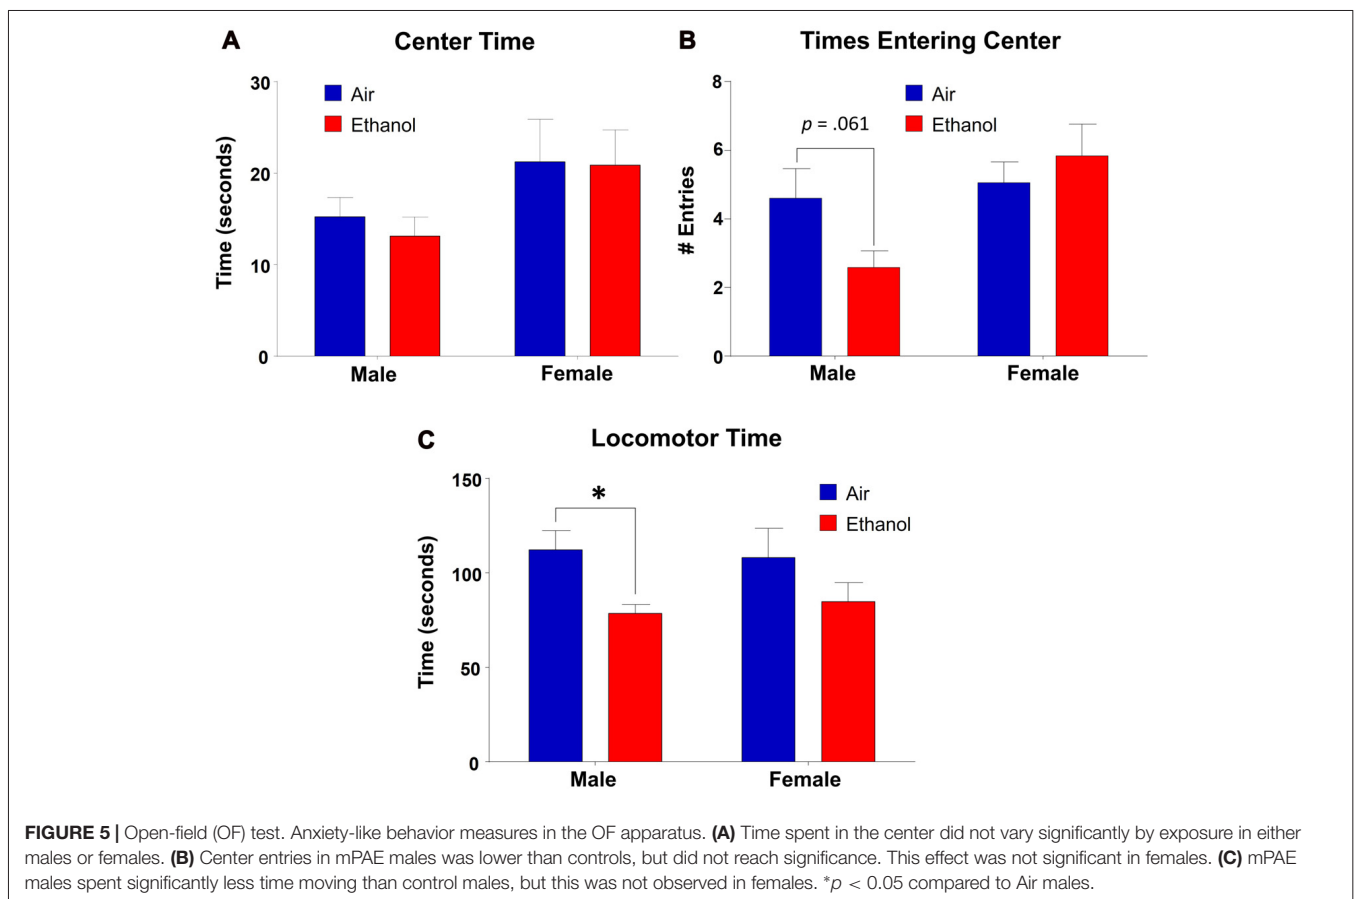 A
Center Time
30
20
10
0
Time (seconds)
Air
Ethanol
Male
Female
B
Times Entering Center
8
6
4
2
0
# Entries
Air
Ethanol
p = .061
Male
Female
C
Locomotor Time
150
100
50
0
Time (seconds)
*
Air
Ethanol
Male
Female
FIGURE 5 | Open-field (OF) test. Anxiety-like behavior measures in the OF apparatus. (A) Time spent in the center did not vary significantly by exposure in either
males or females. (B) Center entries in mPAE males was lower than controls, but did not reach significance. This effect was not significant in females. (C) mPAE
males spent significantly less time moving than control males, but this was not observed in females. *p < 0.05 compared to Air males.